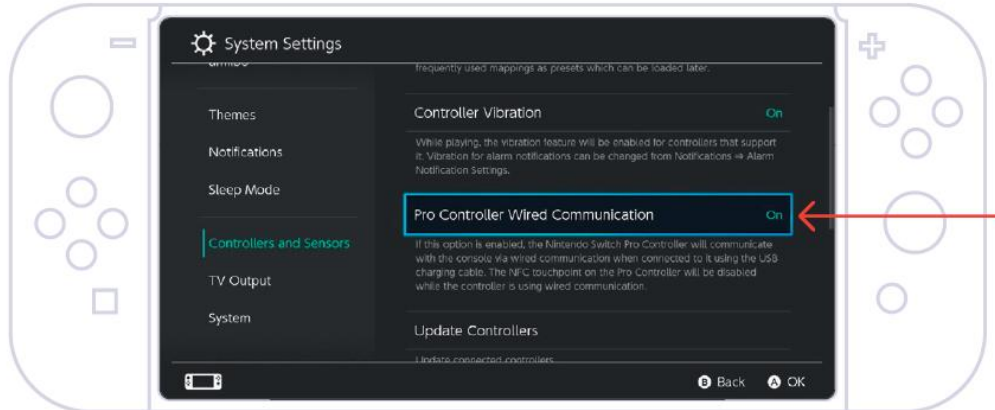 System Settings
amiibo
frequently used mappings as presets which can be loaded later.
Themes
Notifications
Sleep Mode
Controllers and Sensors
TV Output
System
Controller Vibration On
While playing, the vibration feature will be enabled for controllers that support
it. Vibration for alarm notifications can be changed from Notifications ⇒ Alarm
Notification Settings.
Pro Controller Wired Communication On
If this option is enabled, the Nintendo Switch Pro Controller will communicate
with the console via wired communication when connected to it using the USB
charging cable. The NFC touchpoint on the Pro Controller will be disabled
while the controller is using wired communication.
Update Controllers
Update connected controllers
B Back A OK